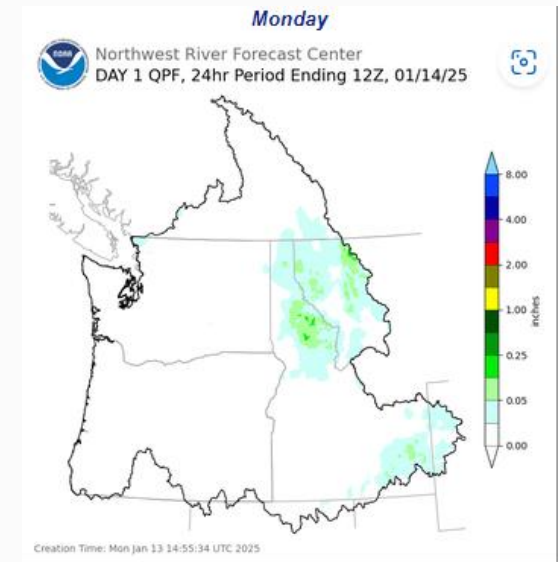 Monday
NOAA
Northwest River Forecast Center
DAY 1 QPF, 24hr Period Ending 12Z, 01/14/25
8.00
4.00
2.00
1.00
0.25
0.05
0.00
inches
Creation Time: Mon Jan 13 14:55:34 UTC 2025